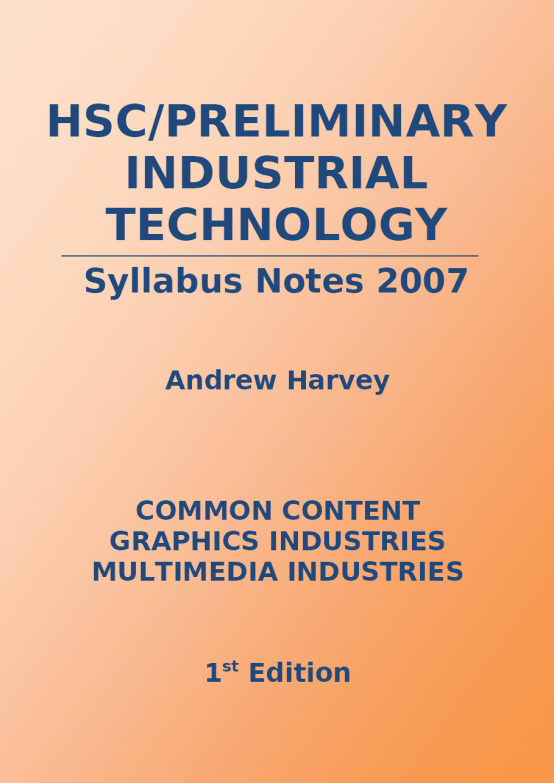 HSC/PRELIMINARY
INDUSTRIAL
TECHNOLOGY
Syllabus Notes 2007
Andrew Harvey
COMMON CONTENT
GRAPHICS INDUSTRIES
MULTIMEDIA INDUSTRIES
1st Edition